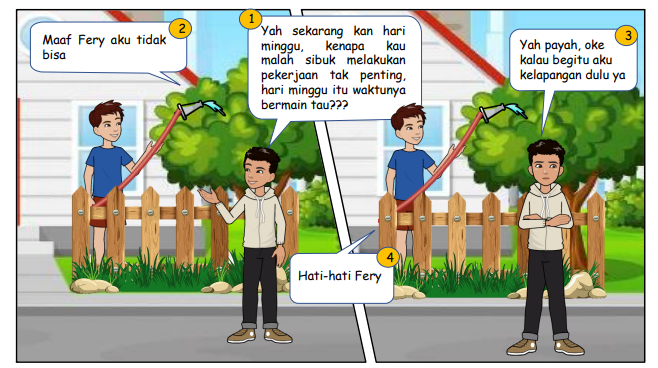 1
Yah sekarang kan hari
minggu, kenapa kau
malah sibuk melakukan
pekerjaan tak penting,
hari minggu itu waktunya
bermain tau???
2
Maaf Fery aku tidak
bisa
3
Yah payah, oke
kalau begitu aku
kelapangan dulu ya
4
Hati-hati Fery